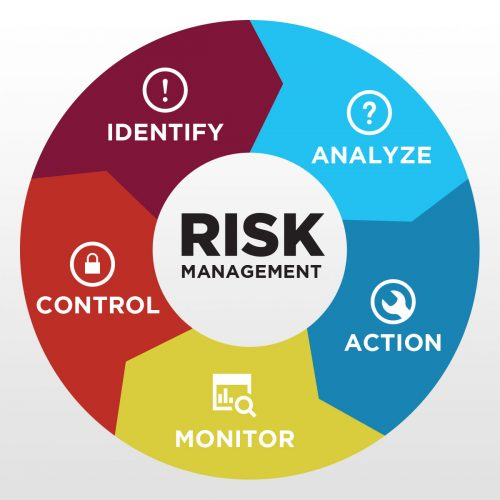 RISK
MANAGEMENT
IDENTIFY
ANALYZE
ACTION
MONITOR
CONTROL